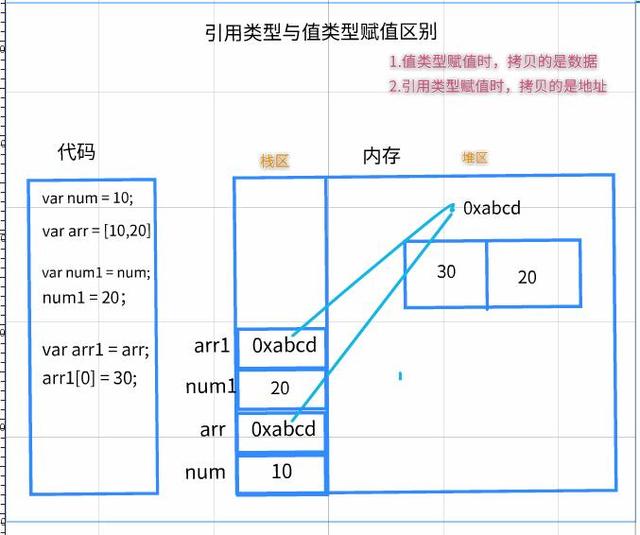 引用类型与值类型赋值区别
1.值类型赋值时，拷贝的是数据
2.引用类型赋值时，拷贝的是地址
代码
栈区
内存
堆区
var num = 10;
var arr = [10,20]
var num1 = num;
num1 = 20;
var arr1 = arr;
arr1[0] = 30;
0xabcd
30
20
arr1
0xabcd
num1
20
arr
0xabcd
num
10